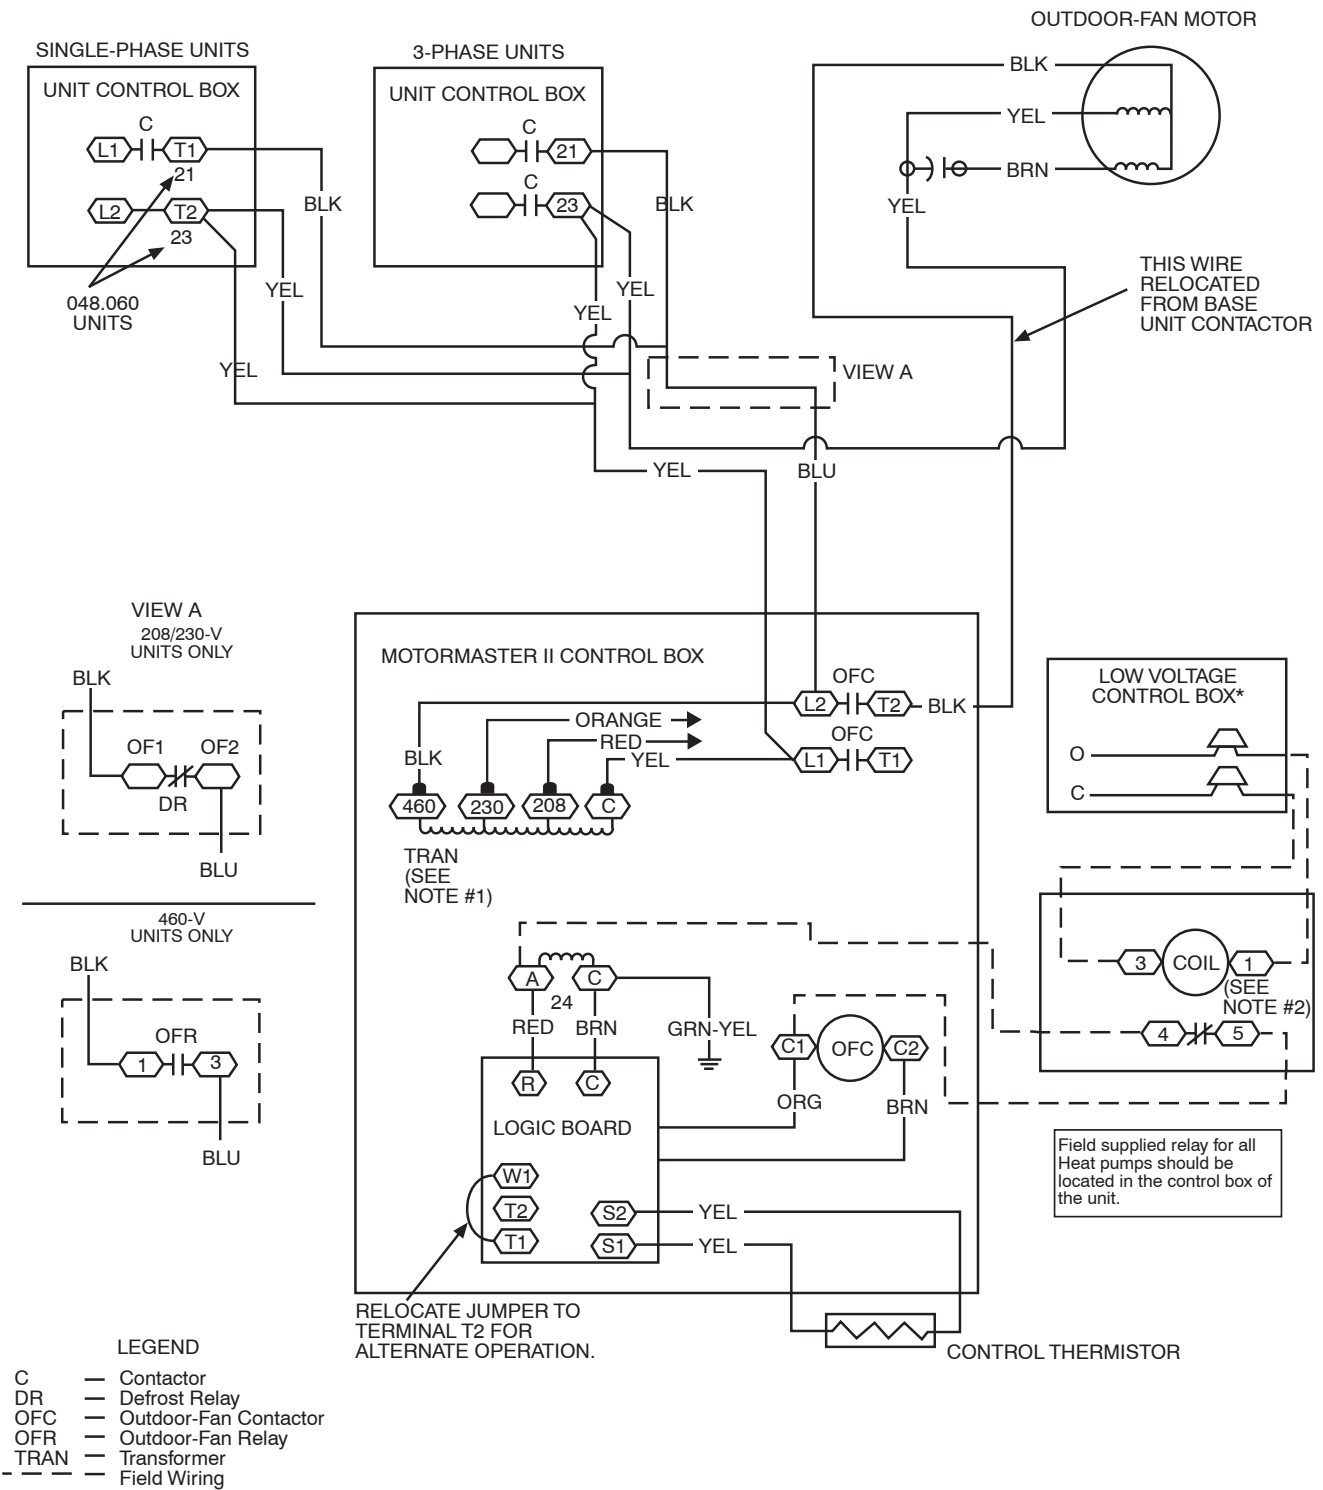 OUTDOOR-FAN MOTOR
SINGLE-PHASE UNITS
3-PHASE UNITS
UNIT CONTROL BOX
UNIT CONTROL BOX
BLK
YEL
BRN
YEL
C
L1
T1
21
L2
T2
23
048.060
UNITS
BLK
YEL
YEL
C
21
C
23
BLK
YEL
YEL
THIS WIRE
RELOCATED
FROM BASE
UNIT CONTACTOR
VIEW A
YEL
BLU
VIEW A
208/230-V
UNITS ONLY
BLK
OF1
OF2
DR
BLU
460-V
UNITS ONLY
BLK
OFR
1
3
BLU
MOTORMASTER II CONTROL BOX
OFC
L2
T2
BLK
OFC
L1
T1
ORANGE
RED
YEL
BLK
460
230
208
C
TRAN
(SEE
NOTE #1)
A
C
24
RED
BRN
GRN-YEL
R
C
LOGIC BOARD
W1
T2
T1
S2
S1
YEL
YEL
C1
OFC
C2
ORG
BRN
LOW VOLTAGE
CONTROL BOX*
O
C
3
COIL
1
(SEE
NOTE #2)
4
5
Field supplied relay for all
Heat pumps should be
located in the control box of
the unit.
RELOCATE JUMPER TO
TERMINAL T2 FOR
ALTERNATE OPERATION.
CONTROL THERMISTOR
LEGEND
C — Contactor
DR — Defrost Relay
OFC — Outdoor-Fan Contactor
OFR — Outdoor-Fan Relay
TRAN — Transformer
— Field Wiring